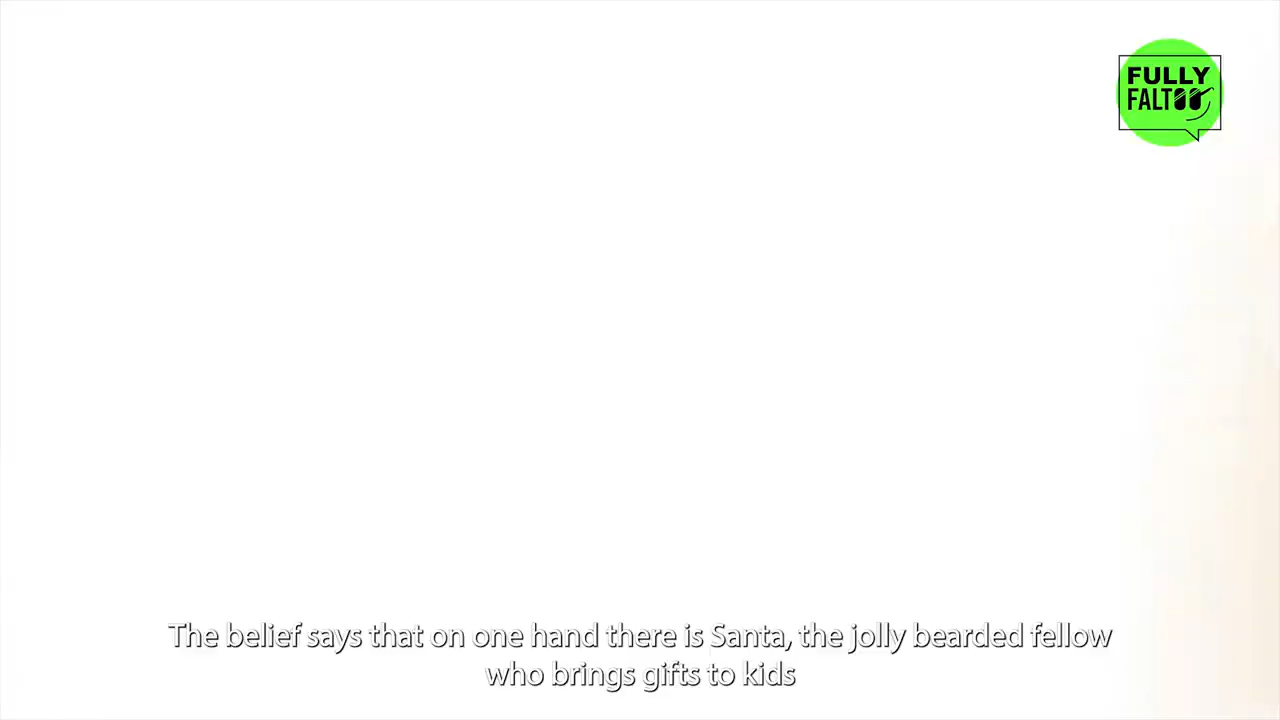 FULLY
FALTOO
The belief says that on one hand there is Santa, the jolly bearded fellow
who brings gifts to kids